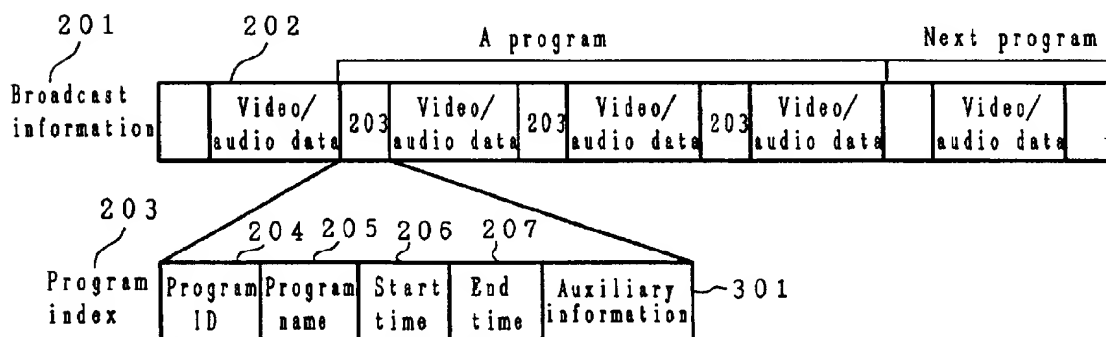 201
202
A program
Next program
Broadcast information
Video/ audio data
203
Video/ audio data
203
Video/ audio data
203
Video/ audio data
Video/ audio data
203
204
205
206
207
Program index
Program ID
Program name
Start time
End time
Auxiliary information
301